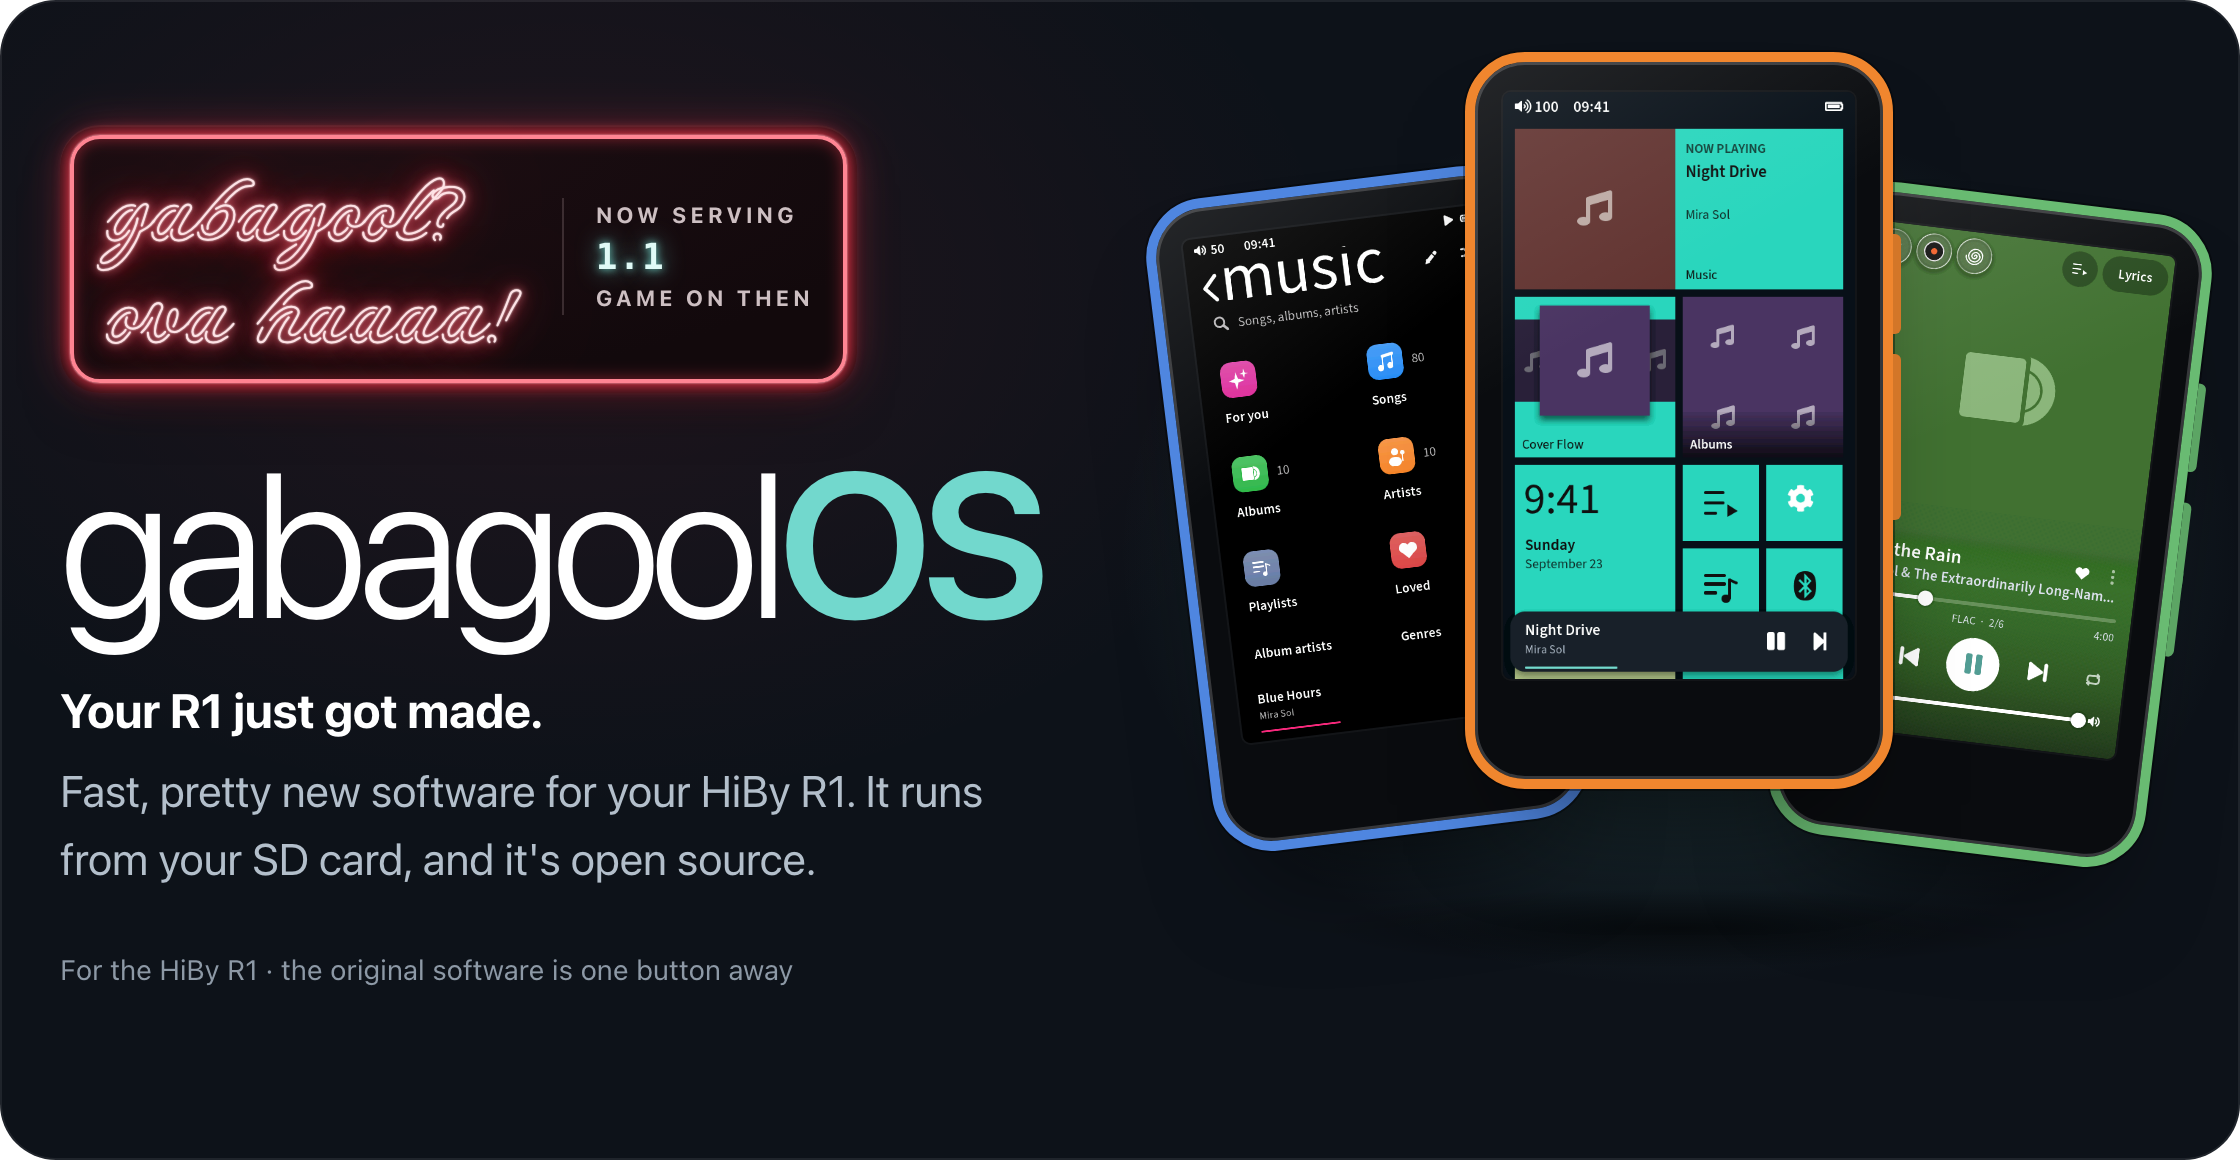 gabagool?
ova haaaa!
NOW SERVING
1.1
GAME ON THEN
gabagoolOS
Your R1 just got made.
Fast, pretty new software for your HiBy R1. It runs
from your SD card, and it's open source.
For the HiBy R1 · the original software is one button away
50 09:41
music
Songs, albums, artists
For you
Songs 80
Albums 10
Artists 10
Playlists
Loved
Album artists
Genres
Blue Hours
Mira Sol
100 09:41
NOW PLAYING
Night Drive
Mira Sol
Music
Cover Flow
Albums
9:41
Sunday
September 23
Night Drive
Mira Sol
Lyrics
the Rain
& The Extraordinarily Long-Nam...
FLAC · 2/6
4:00